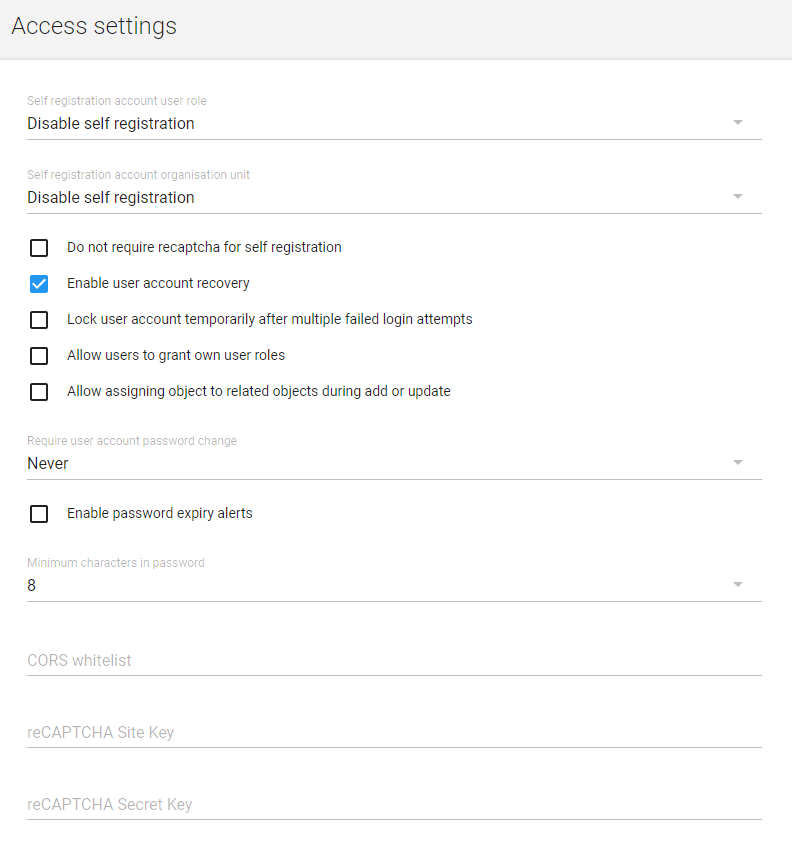 Access settings
Self registration account user role
Disable self registration
Self registration account organisation unit
Disable self registration
Do not require recaptcha for self registration
Enable user account recovery
Lock user account temporarily after multiple failed login attempts
Allow users to grant own user roles
Allow assigning object to related objects during add or update
Require user account password change
Never
Enable password expiry alerts
Minimum characters in password
8
CORS whitelist
reCAPTCHA Site Key
reCAPTCHA Secret Key